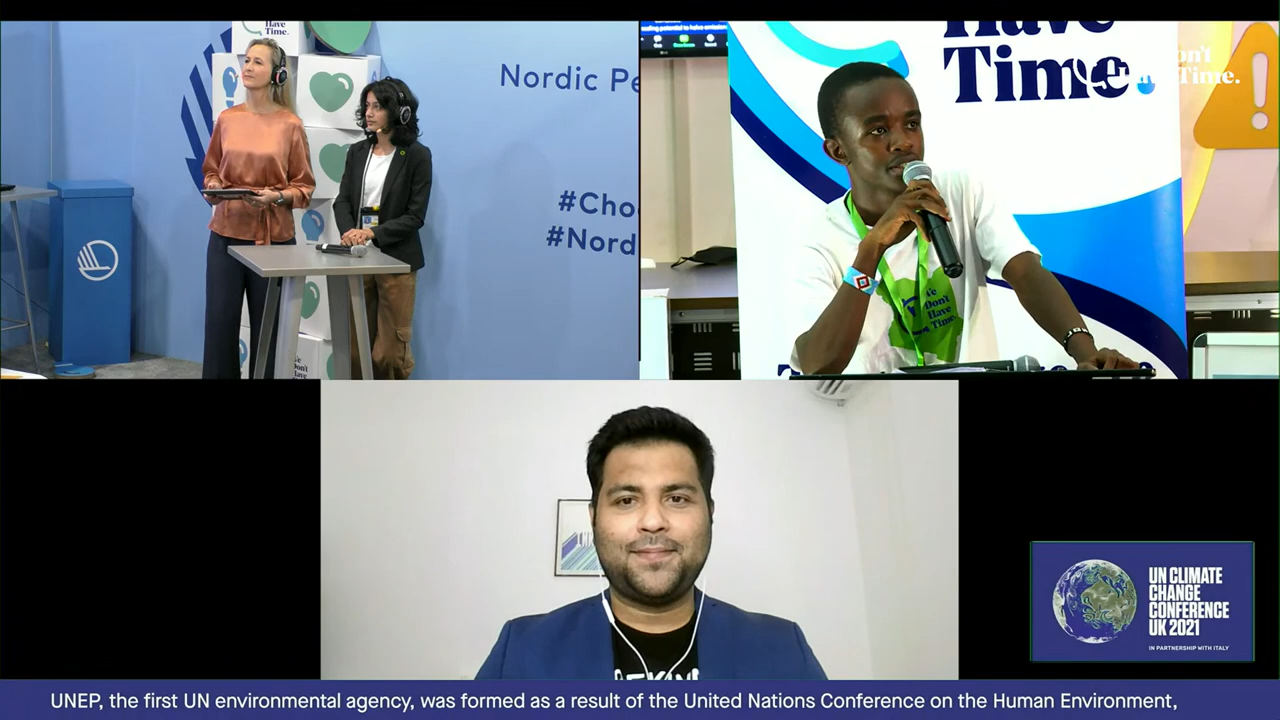 Have
Time.
Nordic Pe
#Cho
#Nord
Have
Time.
on't
Time.
We
Don't
Have
Time.
UN CLIMATE
CHANGE
CONFERENCE
UK 2021
IN PARTNERSHIP WITH ITALY
UNEP, the first UN environmental agency, was formed as a result of the United Nations Conference on the Human Environment,